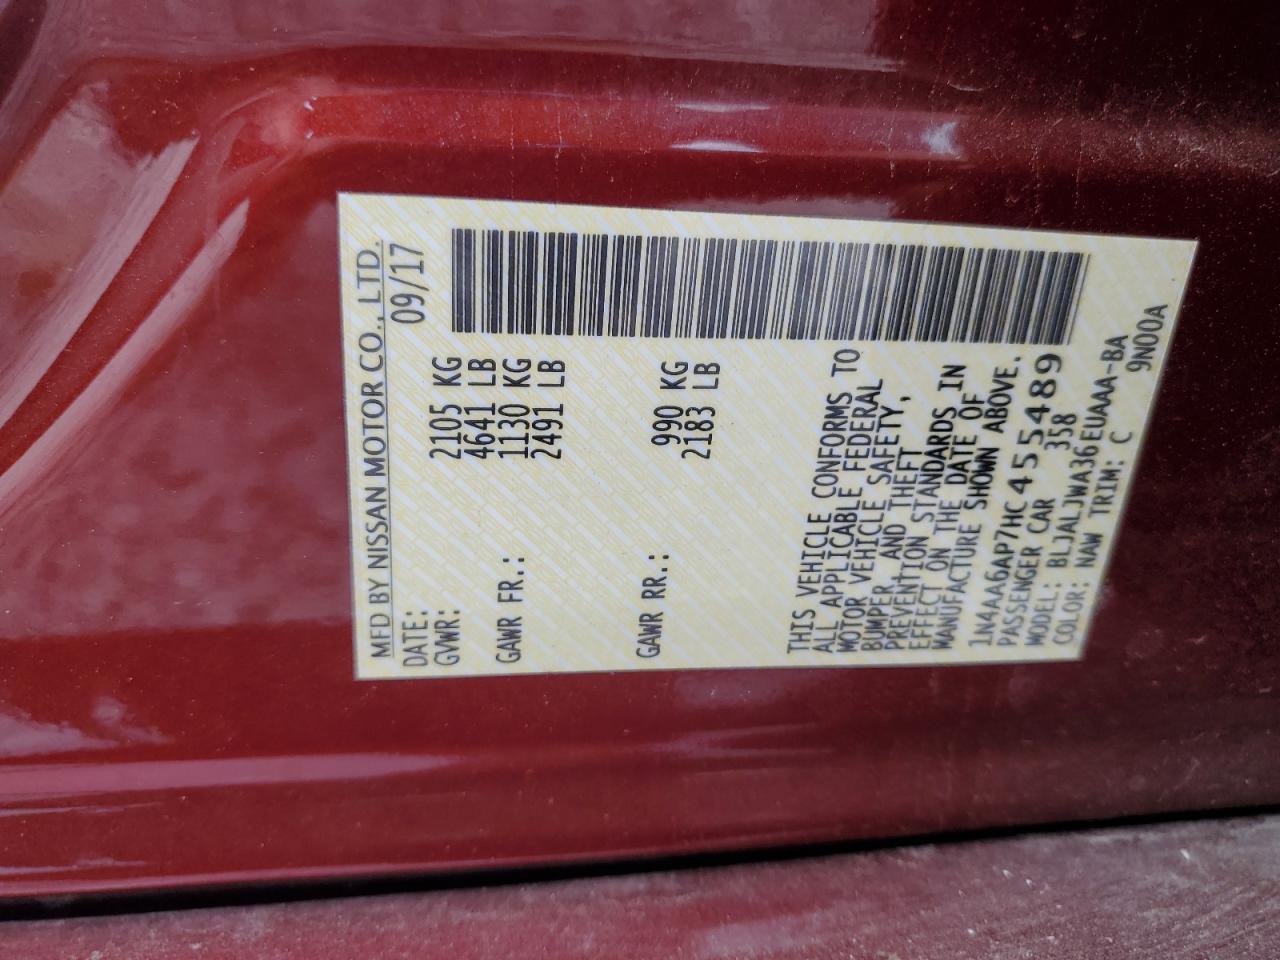 MFD BY NISSAN MOTOR CO., LTD.
DATE: 09/17
GVWR: 2105 KG
4641 LB
GAWR FR.: 1130 KG
2491 LB
GAWR RR.: 990 KG
2183 LB
THIS VEHICLE CONFORMS TO
ALL APPLICABLE FEDERAL
MOTOR VEHICLE SAFETY,
BUMPER, AND THEFT
PREVENTION STANDARDS IN
EFFECT ON THE DATE OF
MANUFACTURE SHOWN ABOVE.
1N4AA6AP7HC455489
PASSENGER CAR 358
MODEL: BLJALJWA36EUAAA-BA
COLOR: NAW TRIM: C 9N00A